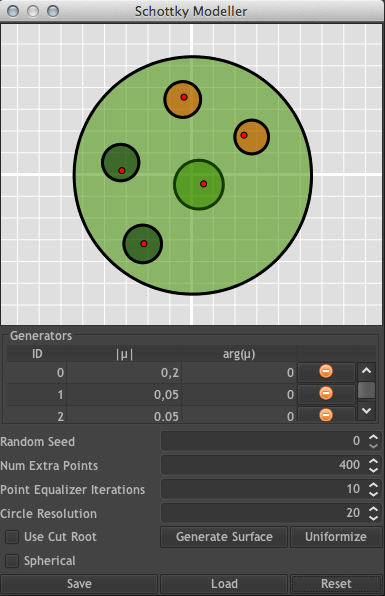 Schottky Modeller
Generators
ID |μ| arg(μ)
0 0,2 0
1 0,05 0
2 0.05 0
Random Seed 0
Num Extra Points 400
Point Equalizer Iterations 10
Circle Resolution 20
Use Cut Root Generate Surface Uniformize
Spherical
Save Load Reset